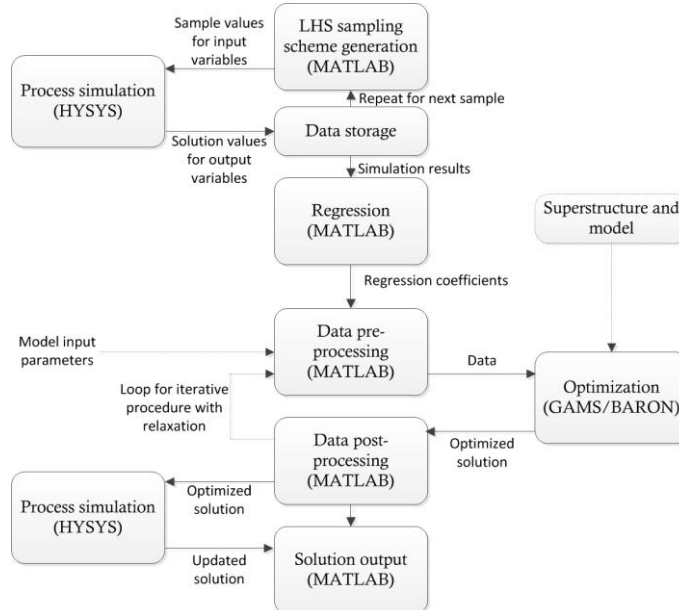 Sample values
for input
variables
LHS sampling
scheme generation
(MATLAB)
Process simulation
(HYSYS)
Repeat for next sample
Data storage
Solution values
for output
variables
Simulation results
Regression
(MATLAB)
Superstructure and
model
Regression coefficients
Model input
parameters
Data pre-
processing
(MATLAB)
Data
Loop for iterative
procedure with
relaxation
Optimization
(GAMS/BARON)
Data post-
processing
(MATLAB)
Optimized
solution
Process simulation
(HYSYS)
Optimized
solution
Updated
solution
Solution output
(MATLAB)